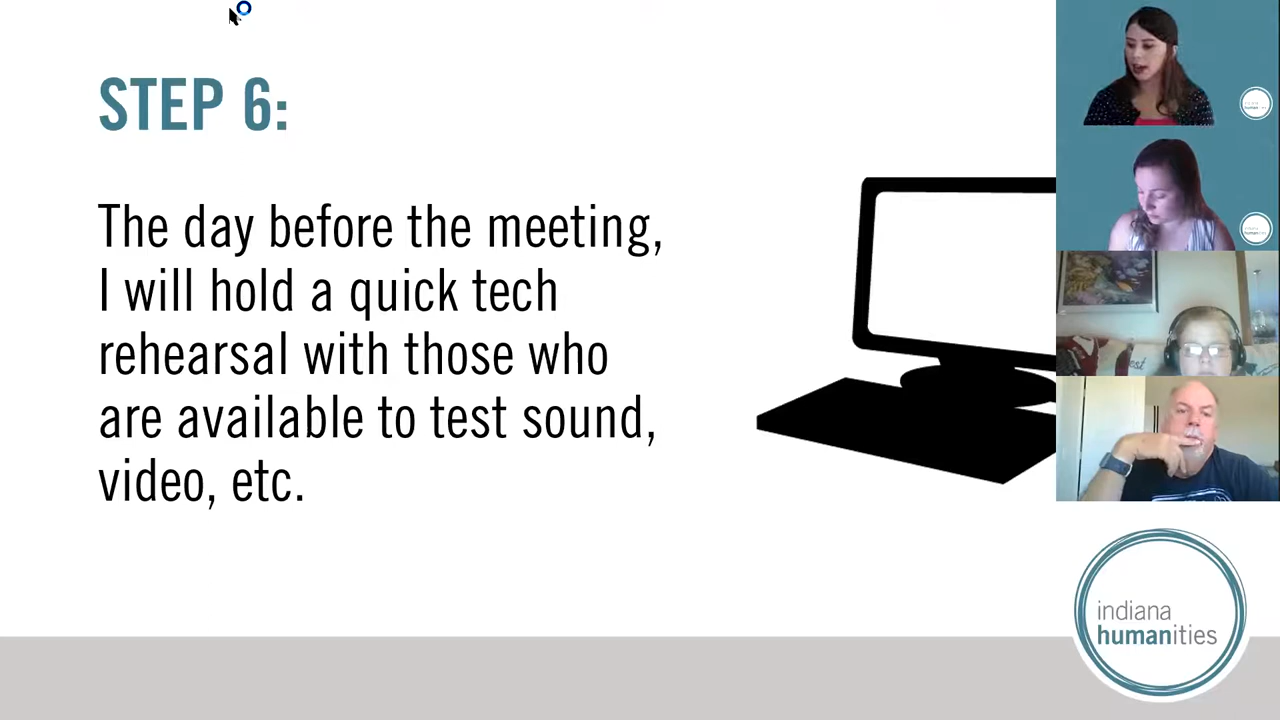 STEP 6:
The day before the meeting,
I will hold a quick tech
rehearsal with those who
are available to test sound,
video, etc.
indiana
humanities